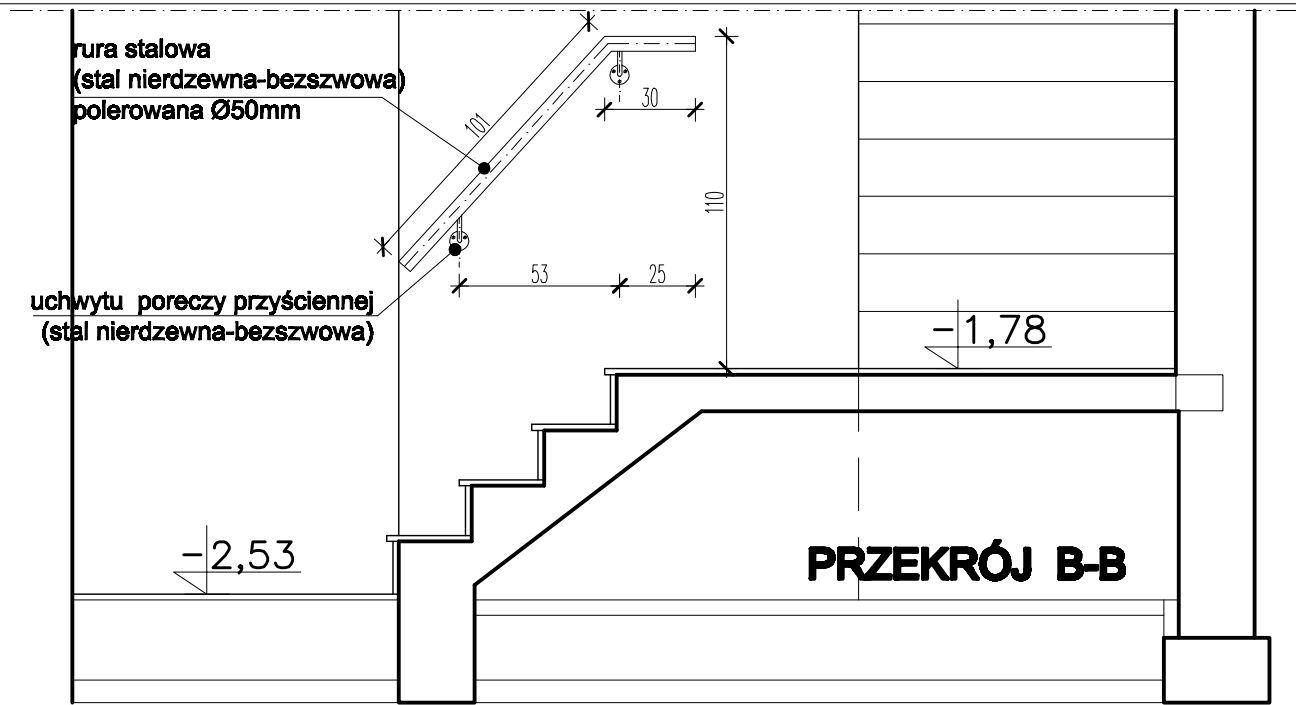 rura stalowa
(stal nierdzewna-bezszwowa)
polerowana Ø50mm
30
101
110
53
25
uchwytu poreczy przyściennej
(stal nierdzewna-bezszwowa)
-1,78
-2,53
PRZEKRÓJ B-B